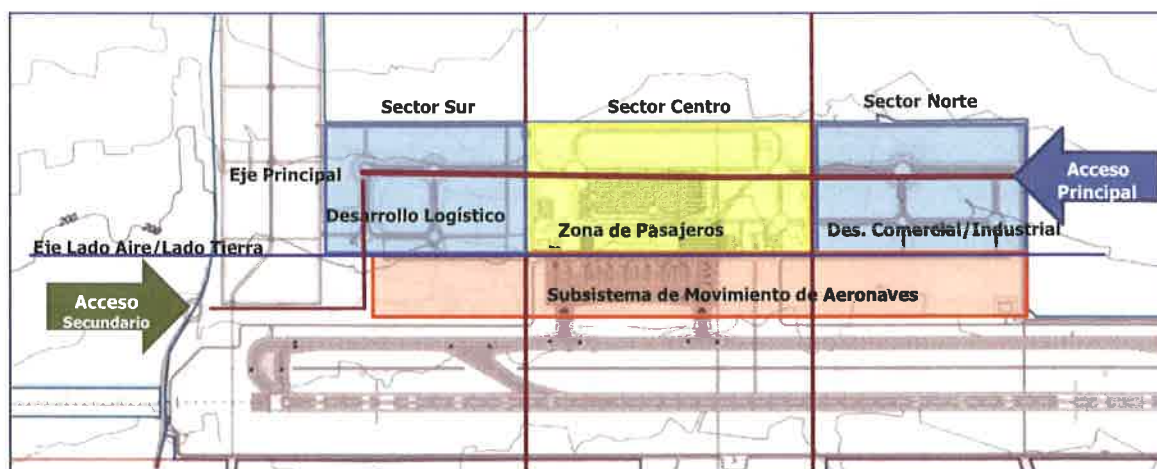 Sector Sur
Sector Centro
Sector Norte
Eje Principal
Acceso
Principal
Desarrollo Logístico
Zona de Pasajeros
Des. Comercial/Industrial
Eje Lado Aire/Lado Tierra
Acceso
Secundario
Subsistema de Movimiento de Aeronaves
200